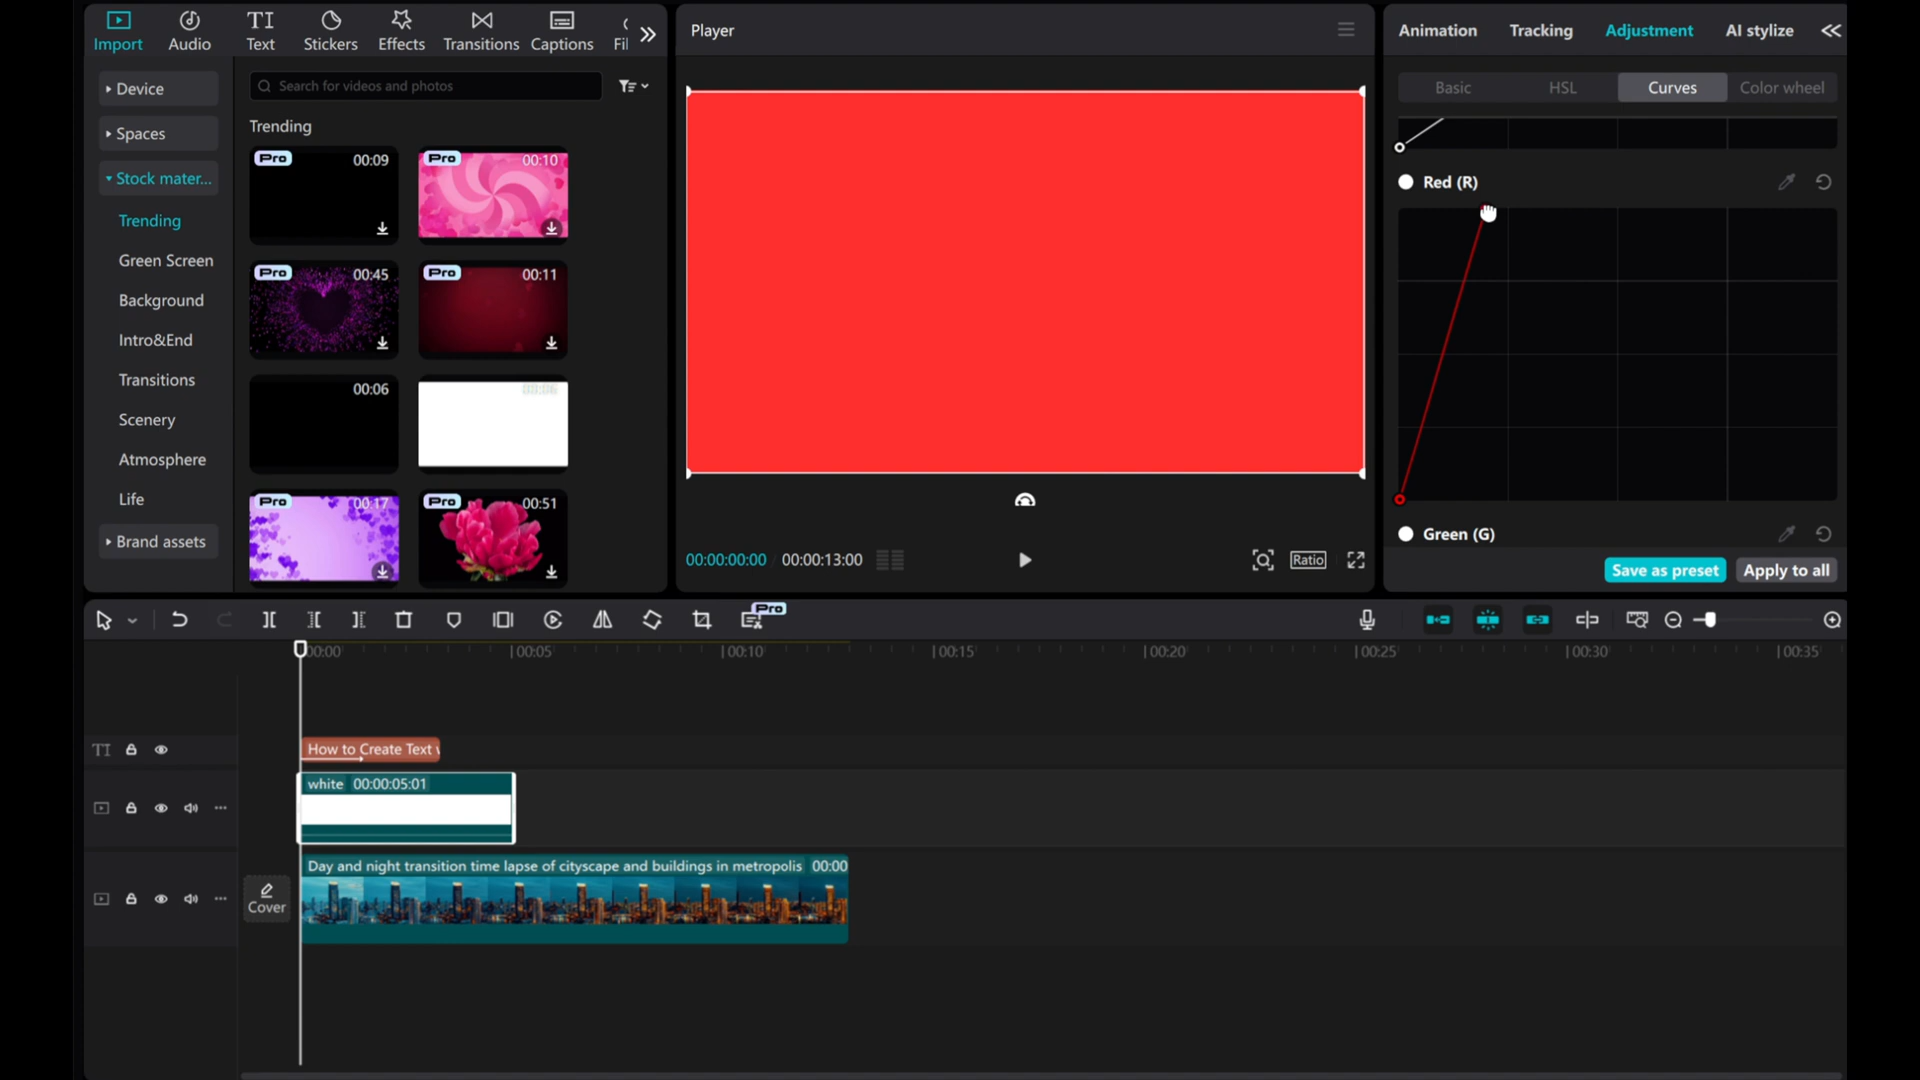 Import
Audio
TI
Text
Stickers
Effects
Transitions
Captions
Fil
Device
Spaces
Stock mater...
Trending
Green Screen
Background
Intro&End
Transitions
Scenery
Atmosphere
Life
Brand assets
Search for videos and photos
Trending
Pro 00:09
Pro 00:10
Pro 00:45
Pro 00:11
00:06
00:06
Pro 00:17
Pro 00:51
Player
00:00:00:00 00:00:13:00
Ratio
Animation
Tracking
Adjustment
AI stylize
Basic
HSL
Curves
Color wheel
Red (R)
Green (G)
Save as preset
Apply to all
Pro
00:00 00:05 00:10 00:15 00:20 00:25 00:30 00:35
TI
How to Create Text
white 00:00:05:01
Cover
Day and night transition time lapse of cityscape and buildings in metropolis 00:00